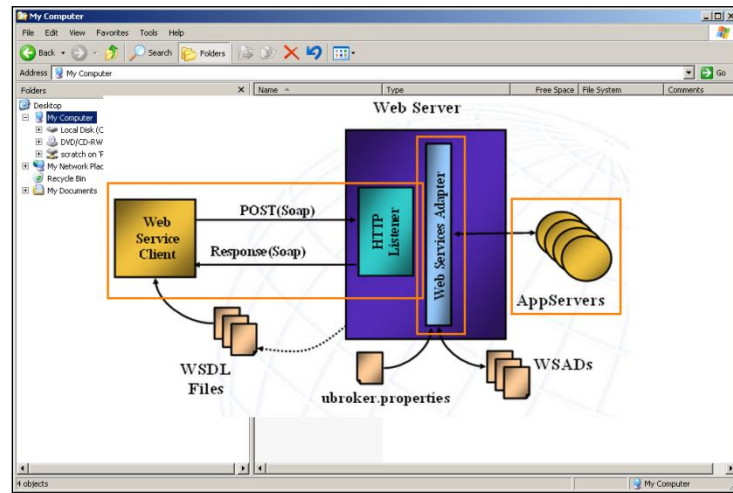 My Computer
File Edit View Favorites Tools Help
Back Search Folders
Address My Computer Go
Folders X Name Type Free Space File System Comments
Desktop
My Computer
Local Disk (C
DVD/CD-RW
scratch on
My Network Plac
Recycle Bin
My Documents
Web Server
Web
Service
Client
POST(Soap)
Response(Soap)
HTTP
Listener
Web Services Adapter
AppServers
WSDL
Files
ubroker.properties
WSADs
4 objects My Computer